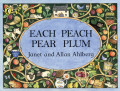 EACH PEACH
PEAR PLUM
Janet and Allan Ahlberg